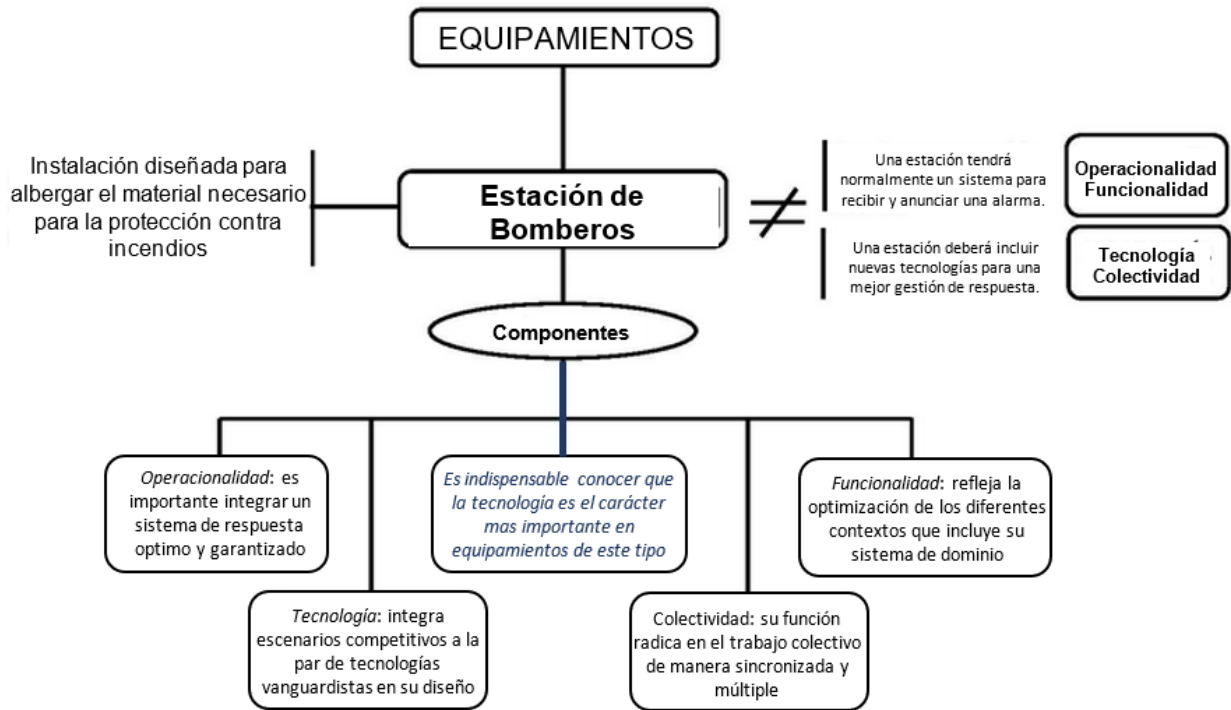 EQUIPAMIENTOS
Instalación diseñada para
albergar el material necesario
para la protección contra
incendios
Estación de
Bomberos
≠
Una estación tendrá
normalmente un sistema para
recibir y anunciar una alarma.
Operacionalidad
Funcionalidad
Una estación deberá incluir
nuevas tecnologías para una
mejor gestión de respuesta.
Tecnología
Colectividad
Componentes
Operacionalidad: es
importante integrar un
sistema de respuesta
optimo y garantizado
Es indispensable conocer que
la tecnología es el carácter
mas importante en
equipamientos de este tipo
Funcionalidad: refleja la
optimización de los diferentes
contextos que incluye su
sistema de dominio
Tecnología: integra
escenarios competitivos a la
par de tecnologías
vanguardistas en su diseño
Colectividad: su función
radica en el trabajo colectivo
de manera sincronizada y
múltiple